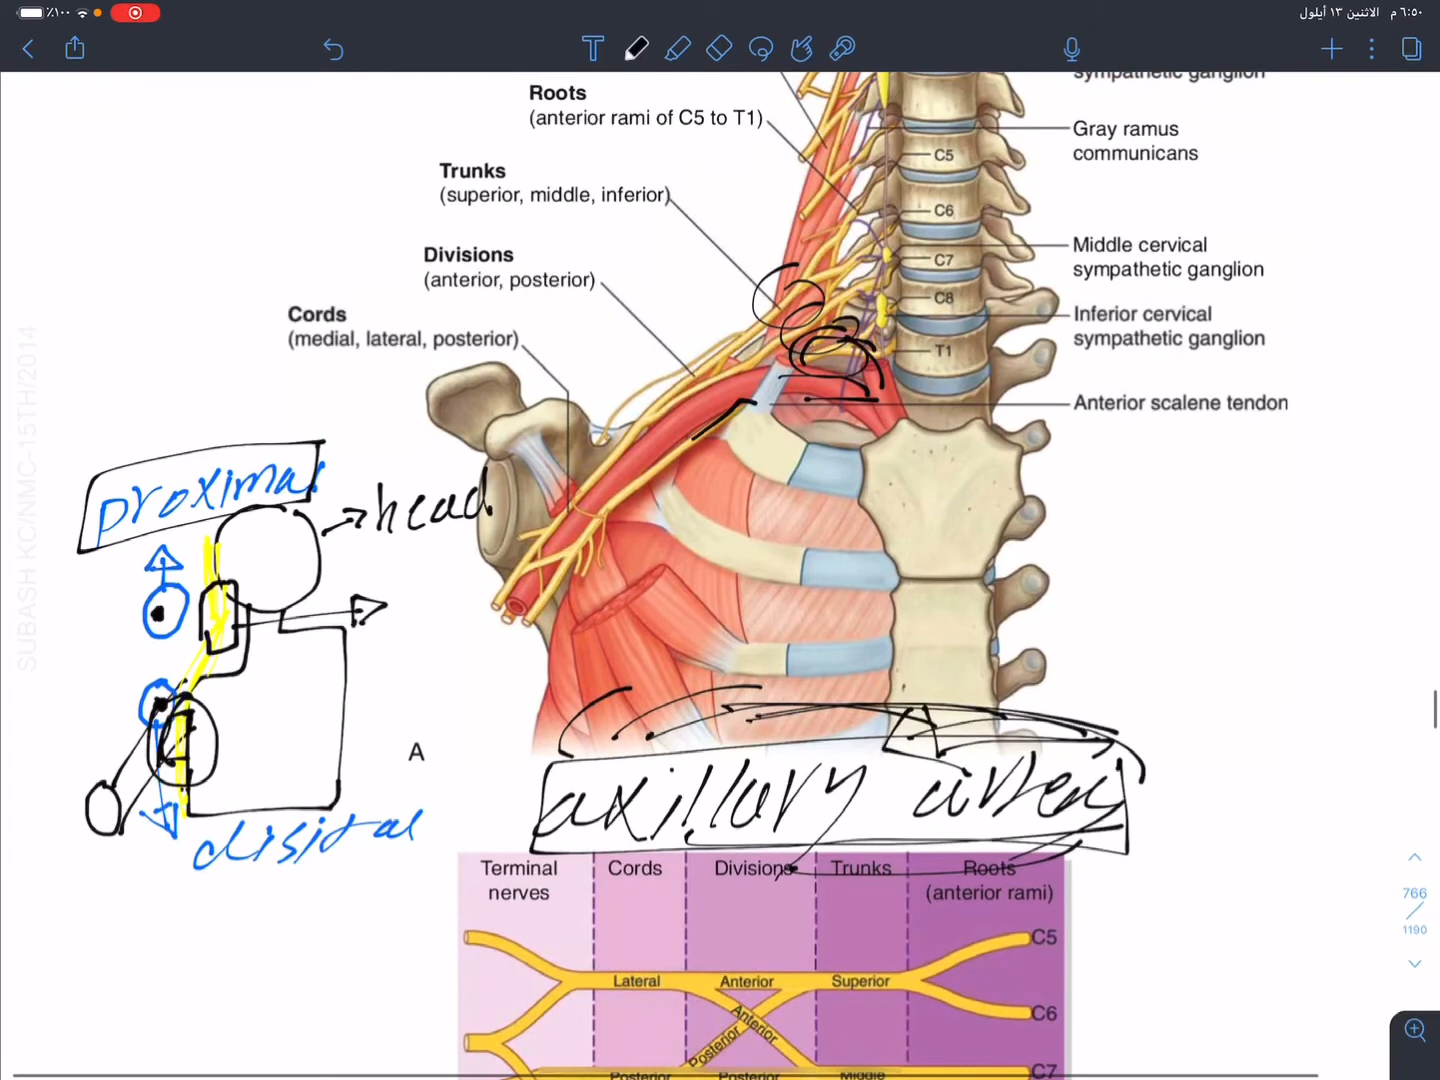 ٪١٠٠
٦:٥٠ م الاثنين ١٣ أيلول
sympathetic ganglion
Roots
(anterior rami of C5 to T1)
Gray ramus
communicans
C5
Trunks
(superior, middle, inferior)
C6
Divisions
(anterior, posterior)
Middle cervical
sympathetic ganglion
C7
C8
Cords
(medial, lateral, posterior)
Inferior cervical
sympathetic ganglion
T1
Anterior scalene tendon
SUBASH KC/NMC-15TH/2014
proximal
head
A
axillary artery
disital
Terminal
nerves
Cords
Divisions
Trunks
Roots
(anterior rami)
C5
Lateral
Anterior
Superior
C6
Anterior
Posterior
C7
Posterior
Posterior
Middle
766
1190